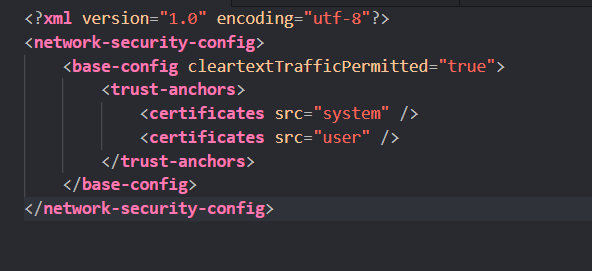 <?xml version="1.0" encoding="utf-8"?>
<network-security-config>
    <base-config cleartextTrafficPermitted="true">
        <trust-anchors>
            <certificates src="system" />
            <certificates src="user" />
        </trust-anchors>
    </base-config>
</network-security-config>